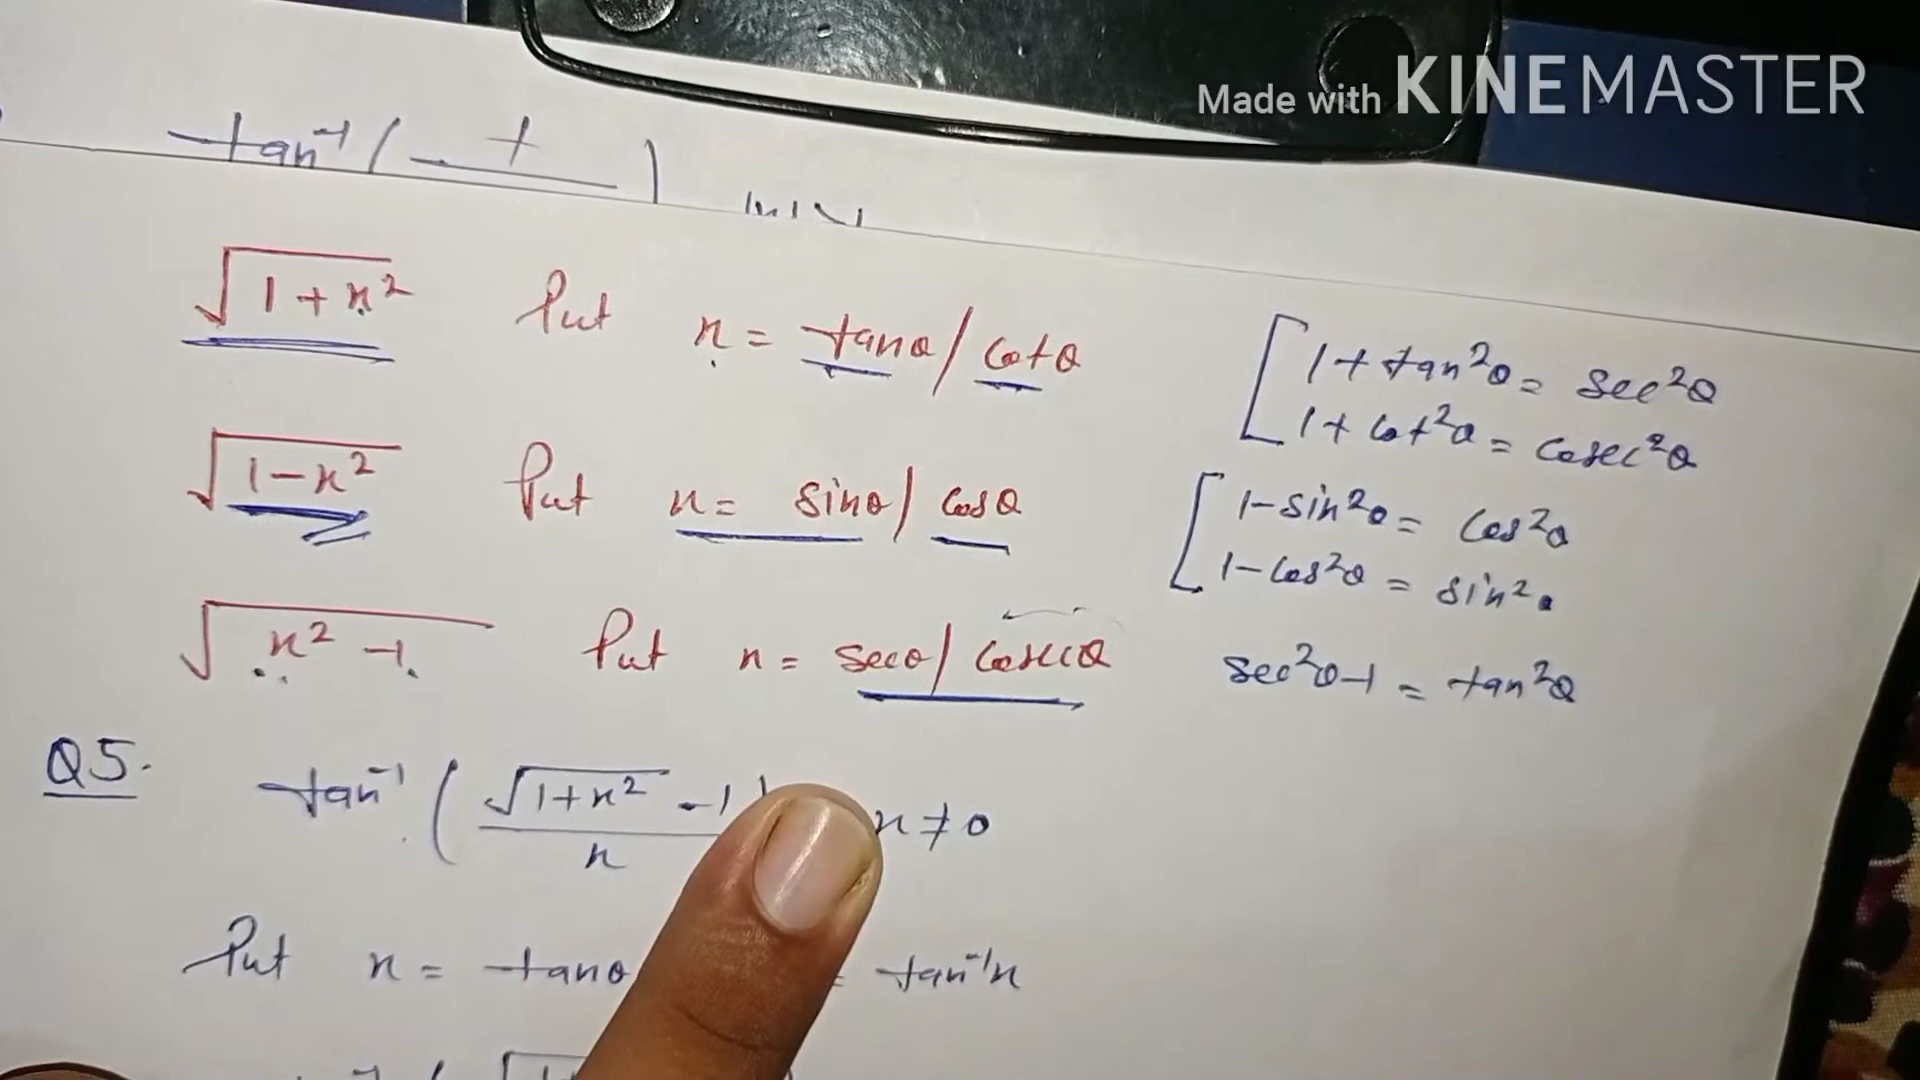 Made with KINEMASTER
tan⁻¹(
√1+x² Put x = tanθ/cotθ
[1+tan²θ = sec²θ
1+cot²θ = cosec²θ
√1-x² Put x = sinθ/cosθ
[1-sin²θ = cos²θ
1-cos²θ = sin²θ
√x²-1 Put x = secθ/cosecθ
sec²θ-1 = tan²θ
Q5. tan⁻¹(√1+x² -1)/x x≠0
Put x = tanθ = tan⁻¹x